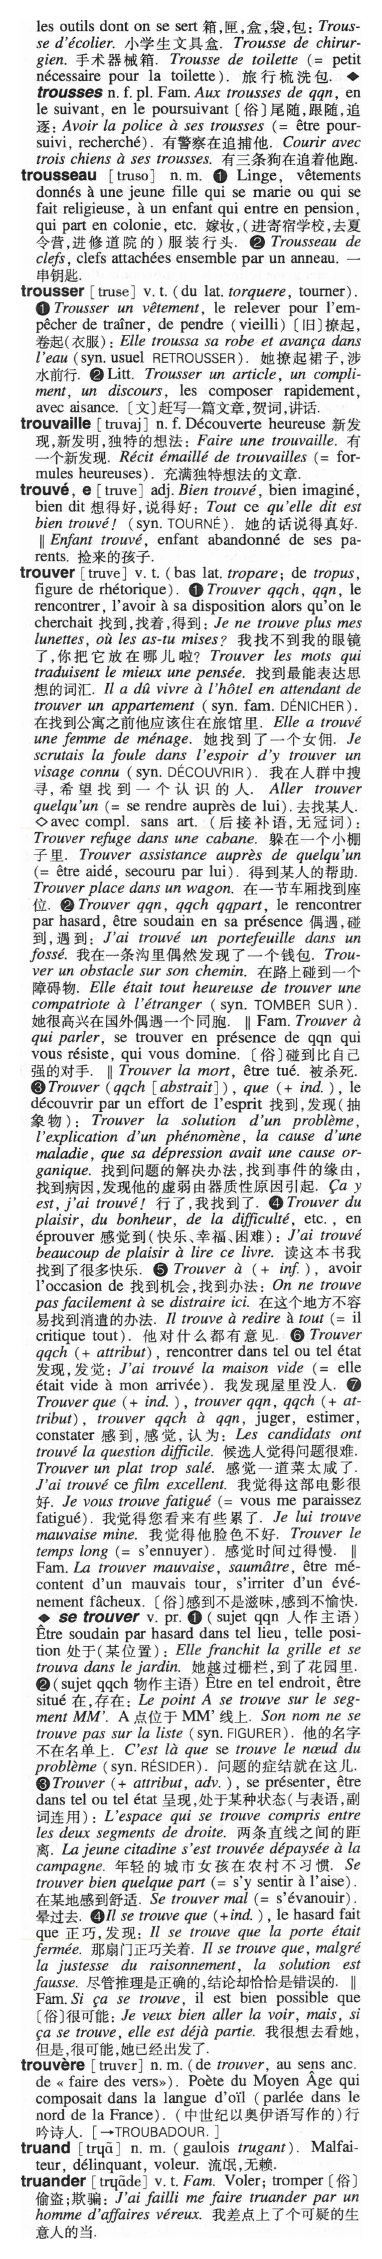 les outils dont on se sert 箱,匣,盒,袋,包: Trous-
se d'écolier. 小学生文具盒. Trousse de chirur-
gien. 手术器械箱. Trousse de toilette (= petit
nécessaire pour la toilette). 旅行梳洗包. ◆
trousses n. f. pl. Fam. Aux trousses de qqn, en
le suivant, en le poursuivant [俗]尾随,跟随,追
逐: Avoir la police à ses trousses (= être pour-
suivi, recherché). 有警察在追捕他. Courir avec
trois chiens à ses trousses. 有三条狗在追着他跑.
trousseau [truso] n. m. ❶ Linge, vêtements
donnés à une jeune fille qui se marie ou qui se
fait religieuse, à un enfant qui entre en pension,
qui part en colonie, etc. 嫁妆,(进寄宿学校,去夏
令营,进修道院的)服装行头. ❷ Trousseau de
clefs, clefs attachées ensemble par un anneau. 一
串钥匙.
trousser [truse] v. t. (du lat. torquere, tourner).
❶ Trousser un vêtement, le relever pour l'em-
pêcher de traîner, de pendre (vieilli) [旧]撩起,
卷起(衣服): Elle troussa sa robe et avança dans
l'eau (syn. usuel RETROUSSER). 她撩起裙子,涉
水前行. ❷ Litt. Trousser un article, un compli-
ment, un discours, les composer rapidement,
avec aisance. [文]赶写一篇文章,贺词,讲话.
trouvaille [truvaj] n. f. Découverte heureuse 新发
现,新发明,独特的想法: Faire une trouvaille. 有
一个新发现. Récit émaillé de trouvailles (= for-
mules heureuses). 充满独特想法的文章.
trouvé, e [truve] adj. Bien trouvé, bien imaginé,
bien dit 想得好,说得好: Tout ce qu'elle dit est
bien trouvé! (syn. TOURNÉ). 她的话说得真好.
‖ Enfant trouvé, enfant abandonné de ses pa-
rents. 捡来的孩子.
trouver [truve] v. t. (bas lat. tropare; de tropus,
figure de rhétorique). ❶ Trouver qqch, qqn, le
rencontrer, l'avoir à sa disposition alors qu'on le
cherchait 找到,找着,得到: Je ne trouve plus mes
lunettes, où les as-tu mises? 我找不到我的眼镜
了,你把它放在哪儿啦? Trouver les mots qui
traduisent le mieux une pensée. 找到最能表达思
想的词汇. Il a dû vivre à l'hôtel en attendant de
trouver un appartement (syn. fam. DÉNICHER).
在找到公寓之前他应该住在旅馆里. Elle a trouvé
une femme de ménage. 她找到了一个女佣. Je
scrutais la foule dans l'espoir d'y trouver un
visage connu (syn. DÉCOUVRIR). 我在人群中搜
寻,希望找到一个认识的人. Aller trouver
quelqu'un (= se rendre auprès de lui). 去找某人.
◇ avec compl. sans art. (后接补语,无冠词):
Trouver refuge dans une cabane. 躲在一个小棚
子里. Trouver assistance auprès de quelqu'un
(= être aidé, secouru par lui). 得到某人的帮助.
Trouver place dans un wagon. 在一节车厢找到座
位. ❷ Trouver qqn, qqch qqpart, le rencontrer
par hasard, être soudain en sa présence 偶遇,碰
到,遇到: J'ai trouvé un portefeuille dans un
fossé. 我在一条沟里偶然发现了一个钱包. Trou-
ver un obstacle sur son chemin. 在路上碰到一个
障碍物. Elle était tout heureuse de trouver une
compatriote à l'étranger (syn. TOMBER SUR).
她很高兴在国外偶遇一个同胞. ‖ Fam. Trouver à
qui parler, se trouver en présence de qqn qui
vous résiste, qui vous domine. [俗]碰到比自己
强的对手. ‖ Trouver la mort, être tué. 被杀死.
❸ Trouver (qqch [abstrait]), que (+ ind.), le
découvrir par un effort de l'esprit 找到,发现(抽
象物): Trouver la solution d'un problème,
l'explication d'un phénomène, la cause d'une
maladie, que sa dépression avait une cause or-
ganique. 找到问题的解决办法,找到事件的缘由,
找到病因,发现他的虚弱由器质性原因引起. Ça y
est, j'ai trouvé! 行了,我找到了. ❹ Trouver du
plaisir, du bonheur, de la difficulté, etc., en
éprouver 感觉到(快乐、幸福、困难): J'ai trouvé
beaucoup de plaisir à lire ce livre. 读这本书我
找到了很多快乐. ❺ Trouver à (+ inf.), avoir
l'occasion de 找到机会,找到办法: On ne trouve
pas facilement à se distraire ici. 在这个地方不容
易找到消遣的办法. Il trouve à redire à tout (= il
critique tout). 他对什么都有意见. ❻ Trouver
qqch (+ attribut), rencontrer dans tel ou tel état
发现,发觉: J'ai trouvé la maison vide (= elle
était vide à mon arrivée). 我发现屋里没人. ❼
Trouver que (+ ind.), trouver qqn, qqch (+ at-
tribut), trouver qqch à qqn, juger, estimer,
constater 感到,感觉,认为: Les candidats ont
trouvé la question difficile. 候选人觉得问题很难.
Trouver un plat trop salé. 感觉一道菜太咸了.
J'ai trouvé ce film excellent. 我觉得这部电影很
好. Je vous trouve fatigué (= vous me paraissez
fatigué). 我觉得您看来有些累了. Je lui trouve
mauvaise mine. 我觉得他脸色不好. Trouver le
temps long (= s'ennuyer). 感觉时间过得慢. ‖
Fam. La trouver mauvaise, saumâtre, être mé-
content d'un mauvais tour, s'irriter d'un évé-
nement fâcheux. [俗]感到不是滋味,感到不愉快.
◆ se trouver v. pr. ❶ (sujet qqn 人作主语)
Être soudain par hasard dans tel lieu, telle posi-
tion 处于(某位置): Elle franchit la grille et se
trouva dans le jardin. 她越过栅栏,到了花园里.
❷ (sujet qqch 物作主语) Être en tel endroit, être
situé 在,存在: Le point A se trouve sur le seg-
ment MM'. A 点位于 MM' 线上. Son nom ne se
trouve pas sur la liste (syn. FIGURER). 他的名字
不在名单上. C'est là que se trouve le nœud du
problème (syn. RÉSIDER). 问题的症结就在这儿.
❸ Trouver (+ attribut, adv.), se présenter, être
dans tel ou tel état 呈现,处于某种状态(与表语,副
词连用): L'espace qui se trouve compris entre
les deux segments de droite. 两条直线之间的距
离. La jeune citadine s'est trouvée dépaysée à la
campagne. 年轻的城市女孩在农村不习惯. Se
trouver bien quelque part (= s'y sentir à l'aise).
在某地感到舒适. Se trouver mal (= s'évanouir).
晕过去. ❹ Il se trouve que (+ind.), le hasard fait
que 正巧,发现: Il se trouve que la porte était
fermée. 那扇门正巧关着. Il se trouve que, malgré
la justesse du raisonnement, la solution est
fausse. 尽管推理是正确的,结论却恰恰是错误的. ‖
Fam. Si ça se trouve, il est bien possible que
[俗]很可能: Je veux bien aller la voir, mais, si
ça se trouve, elle est déjà partie. 我很想去看她,
但是,很可能,她已经出发了.
trouvère [truver] n. m. (de trouver, au sens anc.
de « faire des vers»). Poète du Moyen Âge qui
composait dans la langue d'oïl (parlée dans le
nord de la France). (中世纪以奥伊语写作的)行
吟诗人. [→TROUBADOUR.]
truand [tryã] n. m. (gaulois trugant). Malfai-
teur, délinquant, voleur. 流氓,无赖.
truander [tryãde] v. t. Fam. Voler; tromper [俗]
偷盗;欺骗: J'ai failli me faire truander par un
homme d'affaires véreux. 我差点上了个可疑的生
意人的当.